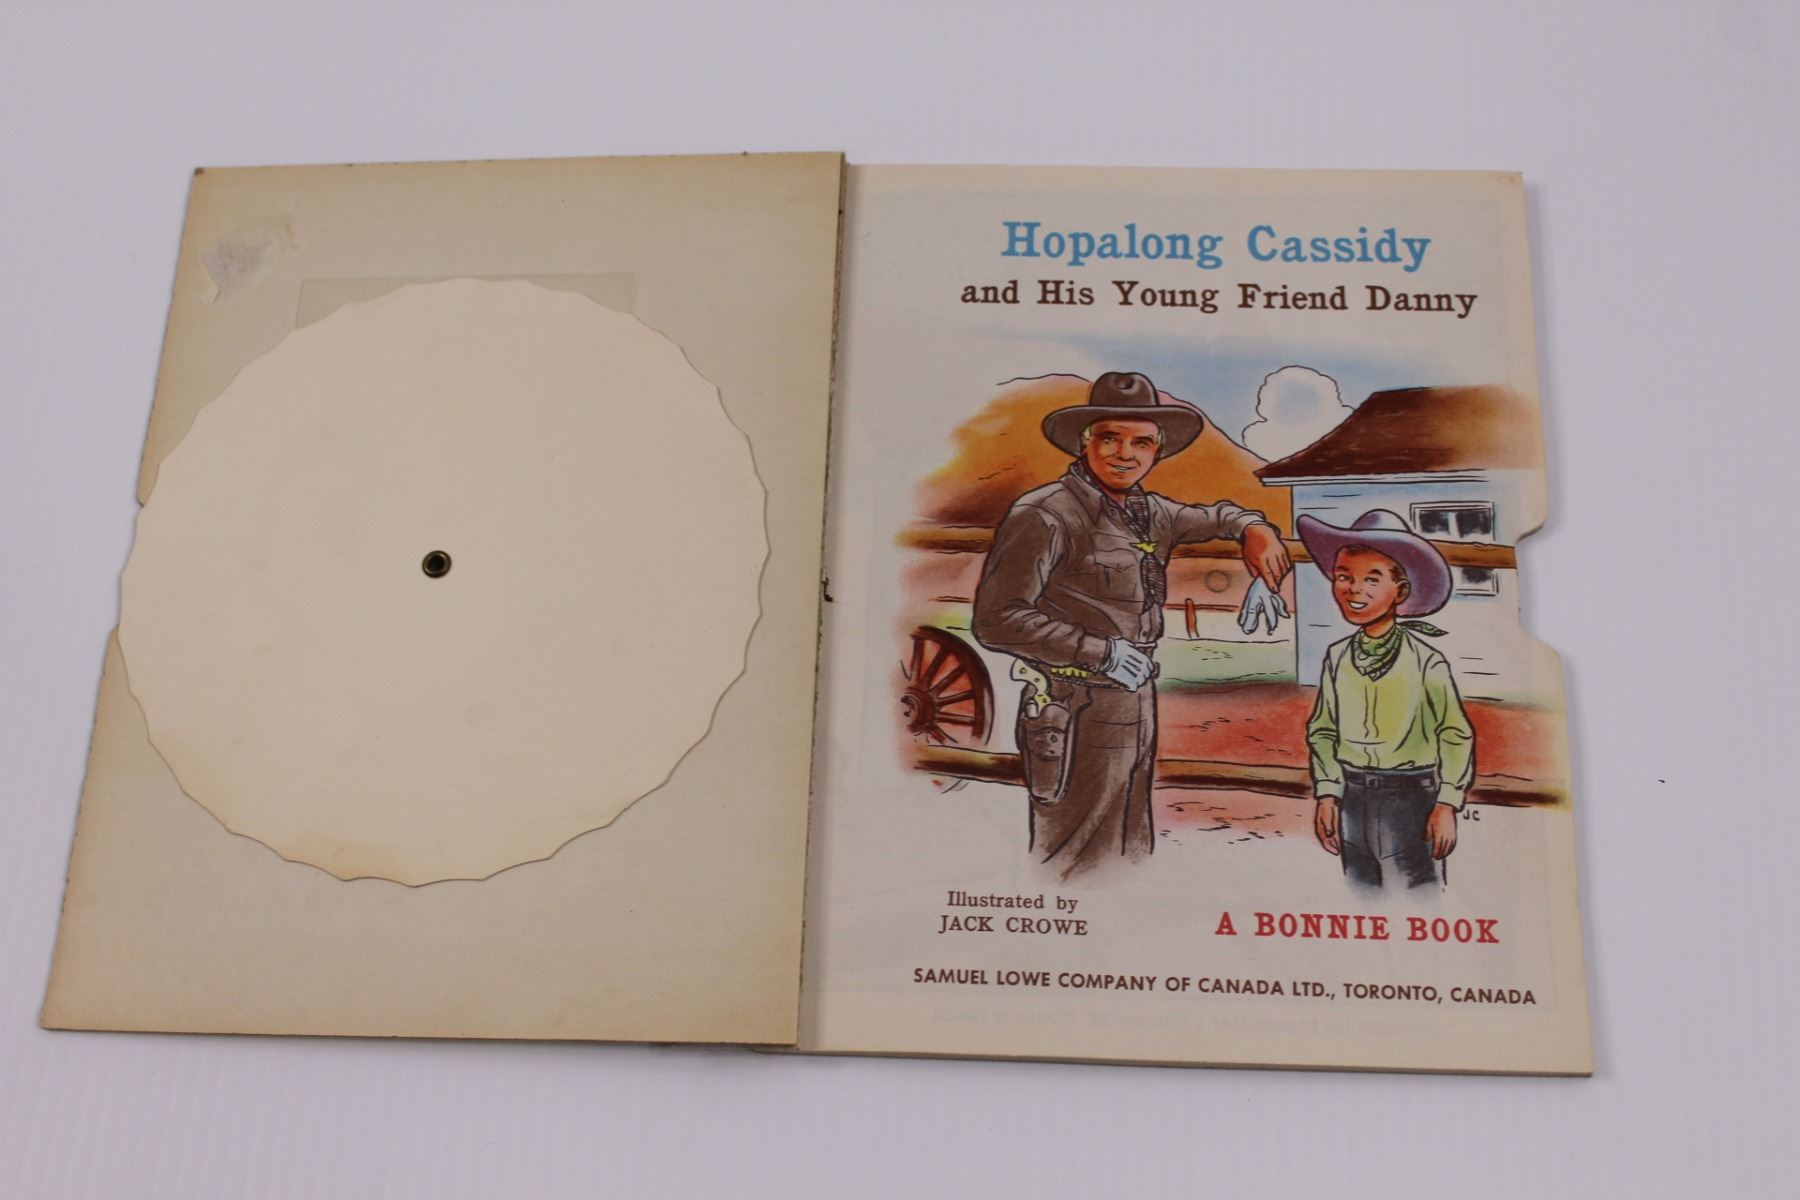 Hopalong Cassidy
and His Young Friend Danny
JC
Illustrated by
JACK CROWE
A BONNIE BOOK
SAMUEL LOWE COMPANY OF CANADA LTD., TORONTO, CANADA